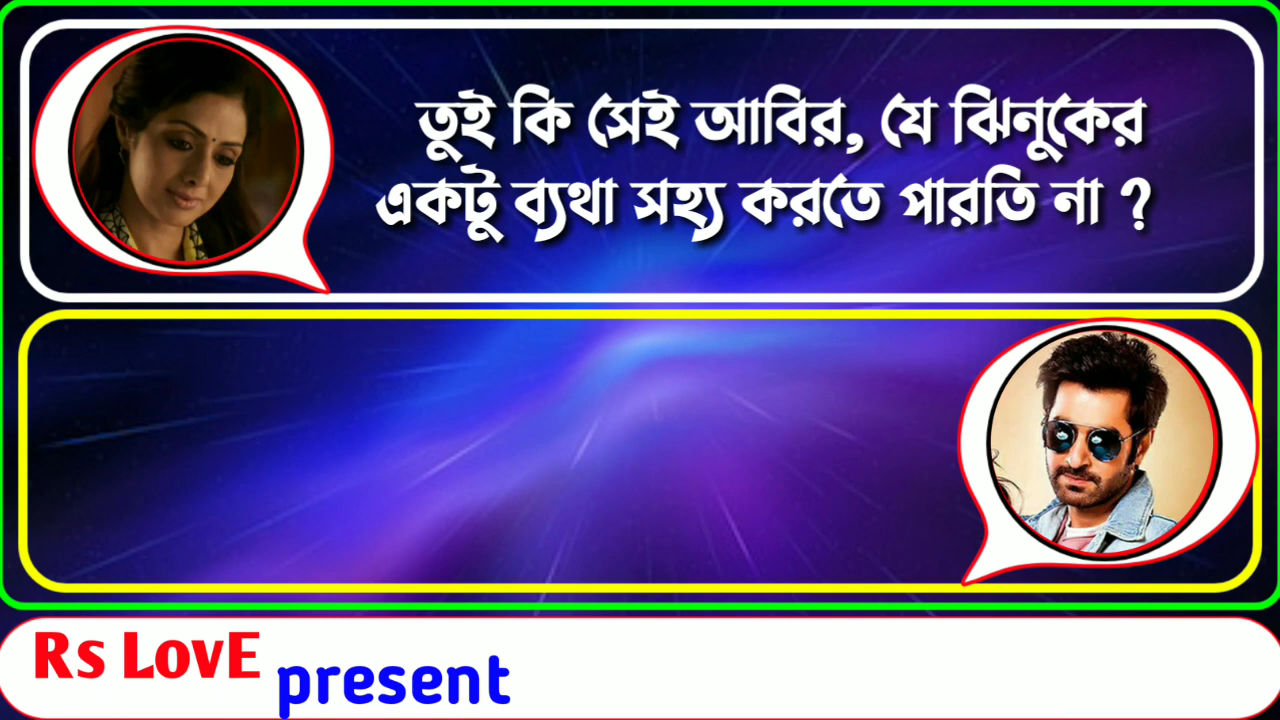 তুই কি সেই আবির, যে ঝিনুকের
একটু ব্যথা সহ্য করতে পারতি না ?
Rs LovE present